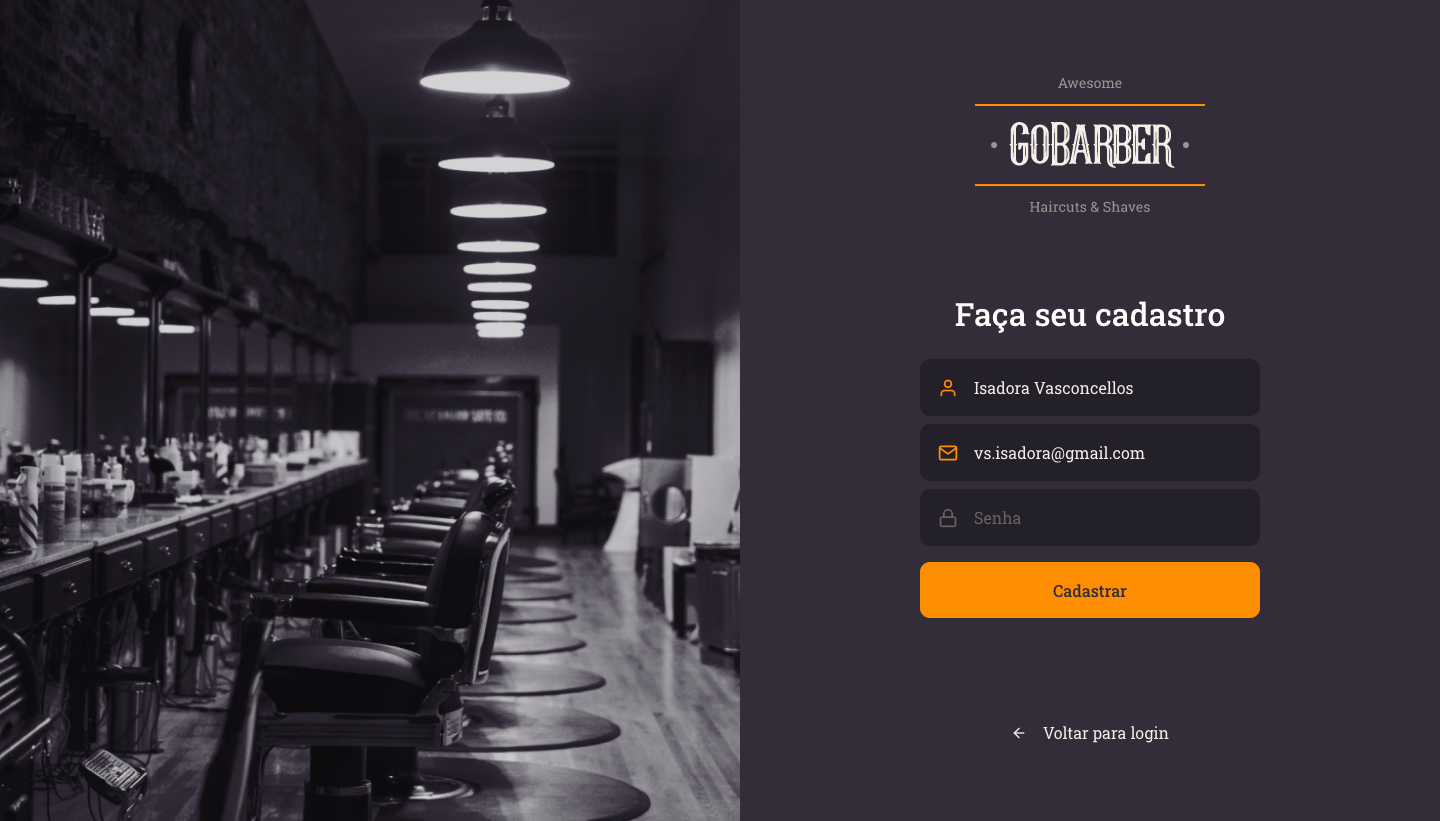 Awesome
GOBARBER
Haircuts & Shaves
Faça seu cadastro
Isadora Vasconcellos
vs.isadora@gmail.com
Senha
Cadastrar
Voltar para login